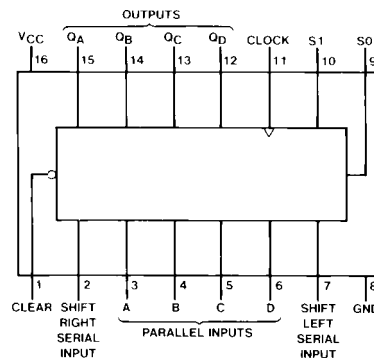 OUTPUTS
VCC QA QB QC QD CLOCK S1 S0
16 15 14 13 12 11 10 9
1 2 3 4 5 6 7 8
CLEAR SHIFT RIGHT SERIAL INPUT A B C D SHIFT LEFT SERIAL INPUT GND
PARALLEL INPUTS